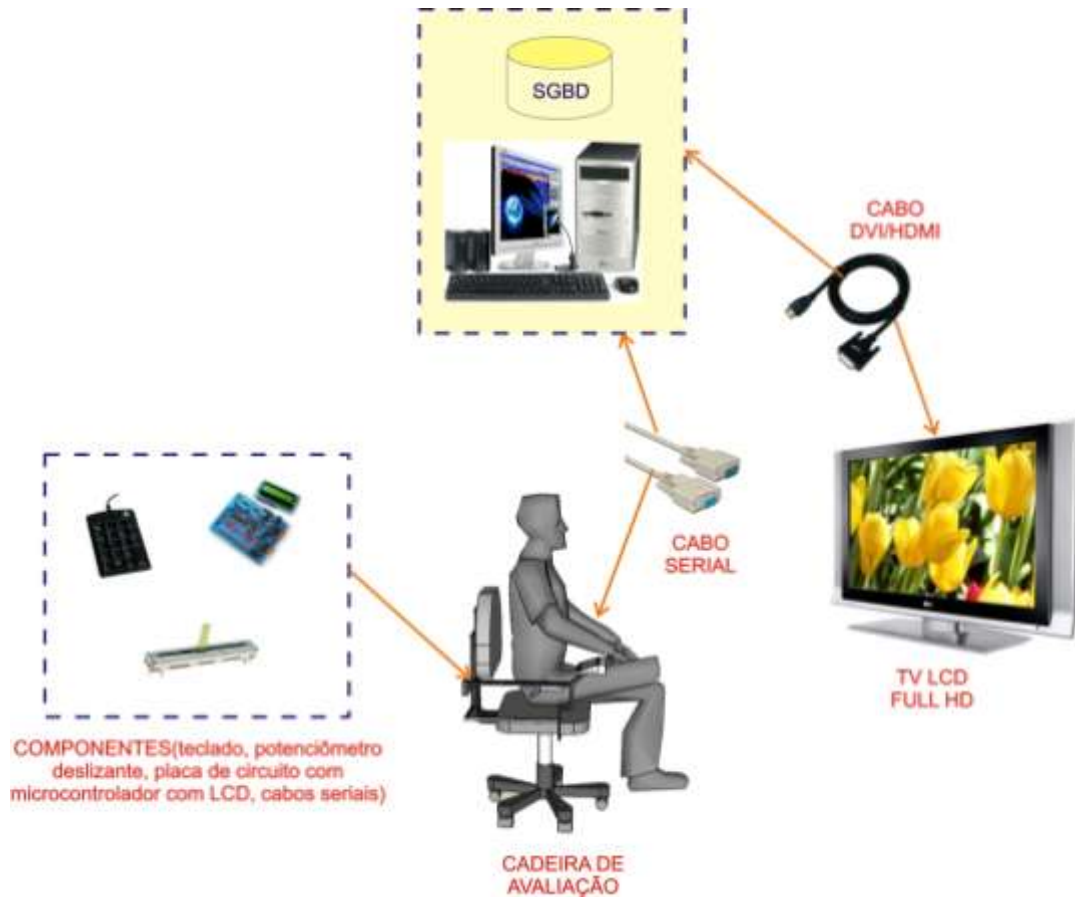 SGBD
CABO
DVI/HDMI
CABO
SERIAL
TV LCD
FULL HD
COMPONENTES(teclado, potenciômetro
deslizante, placa de circuito com
microcontrolador com LCD, cabos seriais)
CADEIRA DE
AVALIAÇÃO